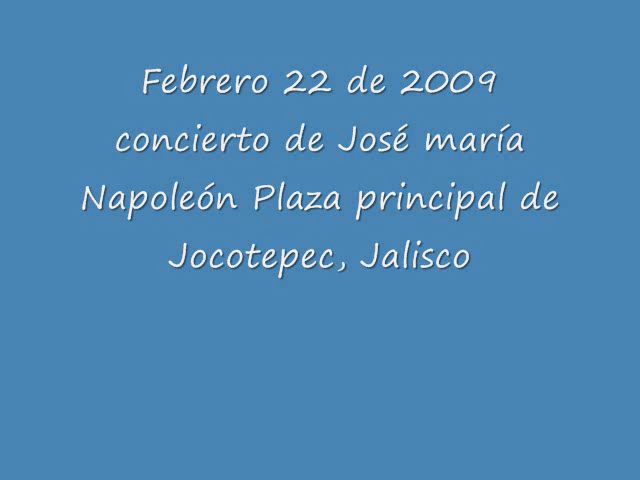 Febrero 22 de 2009
concierto de José maría
Napoleón Plaza principal de
Jocotepec, Jalisco